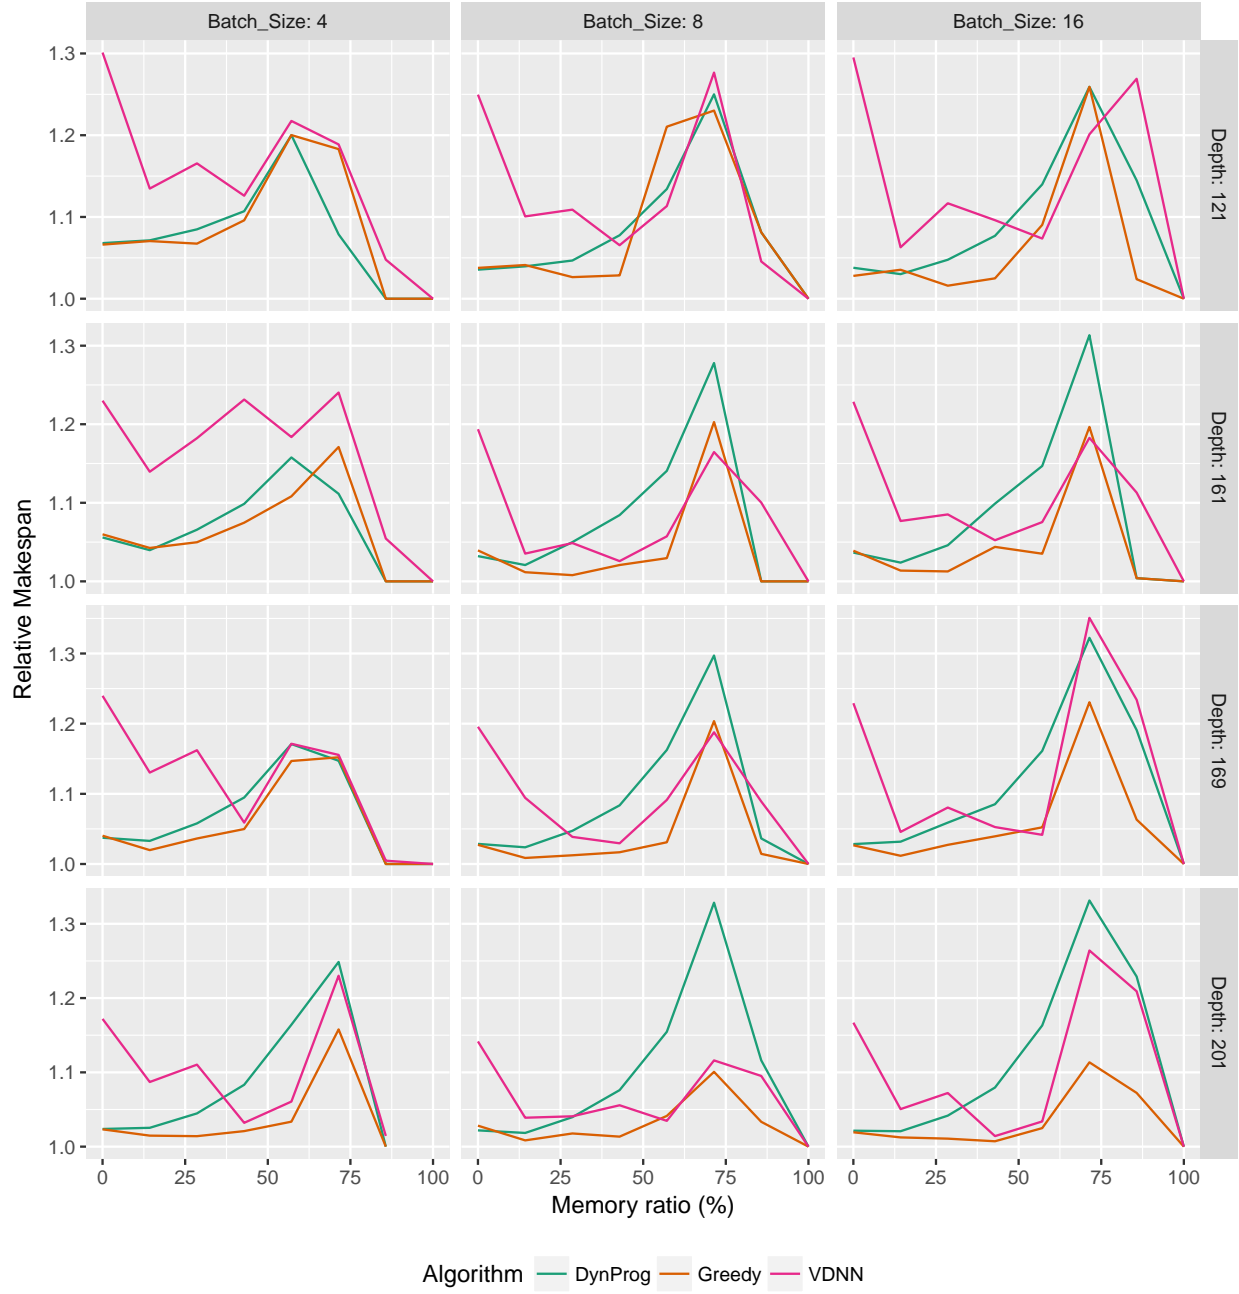 Batch_Size: 4
Batch_Size: 8
Batch_Size: 16
1.3
1.2
1.1
1.0
Depth: 121
1.3
1.2
1.1
1.0
Depth: 161
Relative Makespan
1.3
1.2
1.1
1.0
Depth: 169
1.3
1.2
1.1
1.0
Depth: 201
0 25 50 75 100
0 25 50 75 100
0 25 50 75 100
Memory ratio (%)
Algorithm DynProg Greedy VDNN